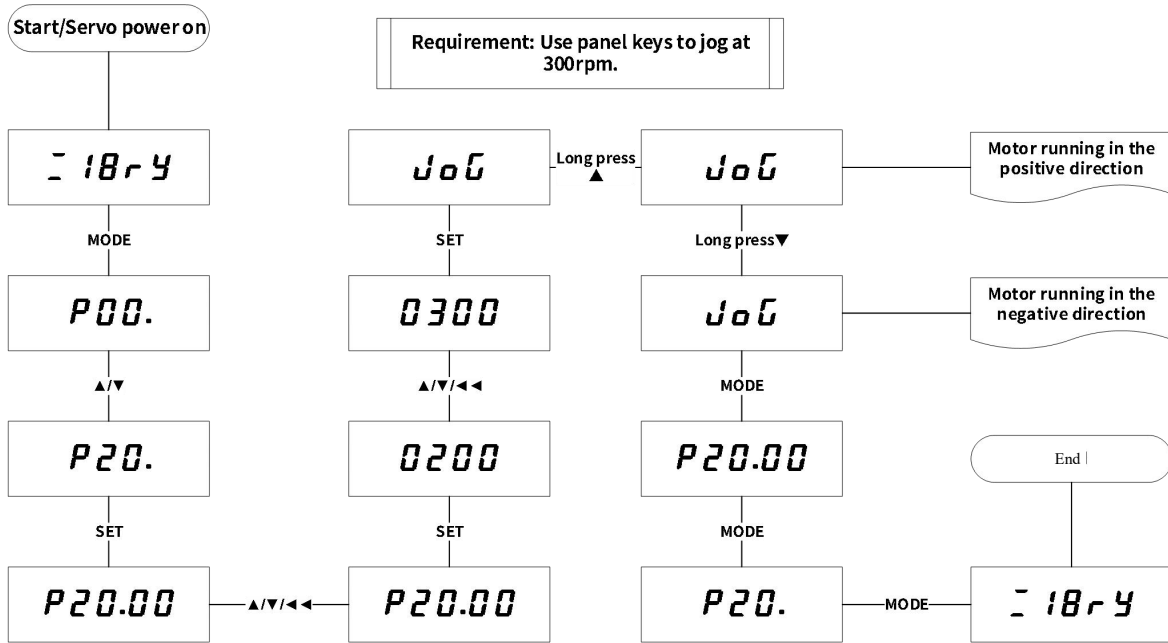 Start/Servo power on
Requirement: Use panel keys to jog at
300rpm.
18rY
MODE
P00.
▲/▼
P20.
SET
P20.00
▲/▼/◄◄
P20.00
SET
0200
▲/▼/◄◄
0300
SET
JoG
Long press
▲
JoG
Motor running in the
positive direction
Long press▼
JoG
Motor running in the
negative direction
MODE
P20.00
MODE
P20.
MODE
18rY
End